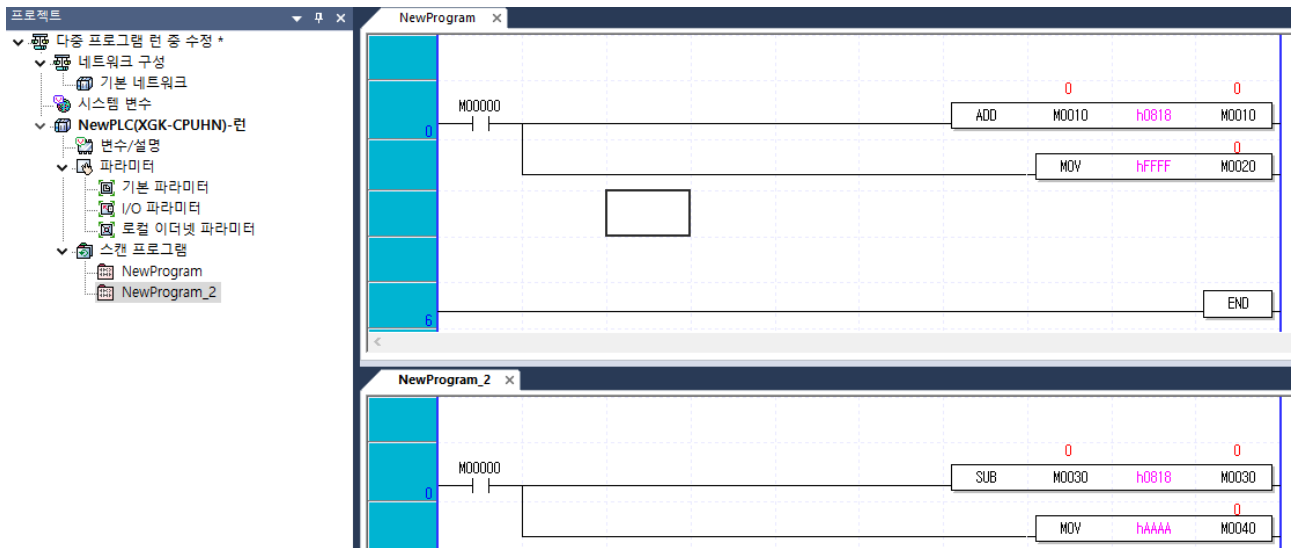 프로젝트
다중 프로그램 런 중 수정 *
네트워크 구성
기본 네트워크
시스템 변수
NewPLC(XGK-CPUHN)-런
변수/설명
파라미터
기본 파라미터
I/O 파라미터
로컬 이더넷 파라미터
스캔 프로그램
NewProgram
NewProgram_2
NewProgram
0 0
M00000
ADD M0010 h0818 M0010
0
0
MOV hFFFF M0020
END
6
NewProgram_2
0 0
M00000
SUB M0030 h0818 M0030
0
0
MOV hAAAA M0040